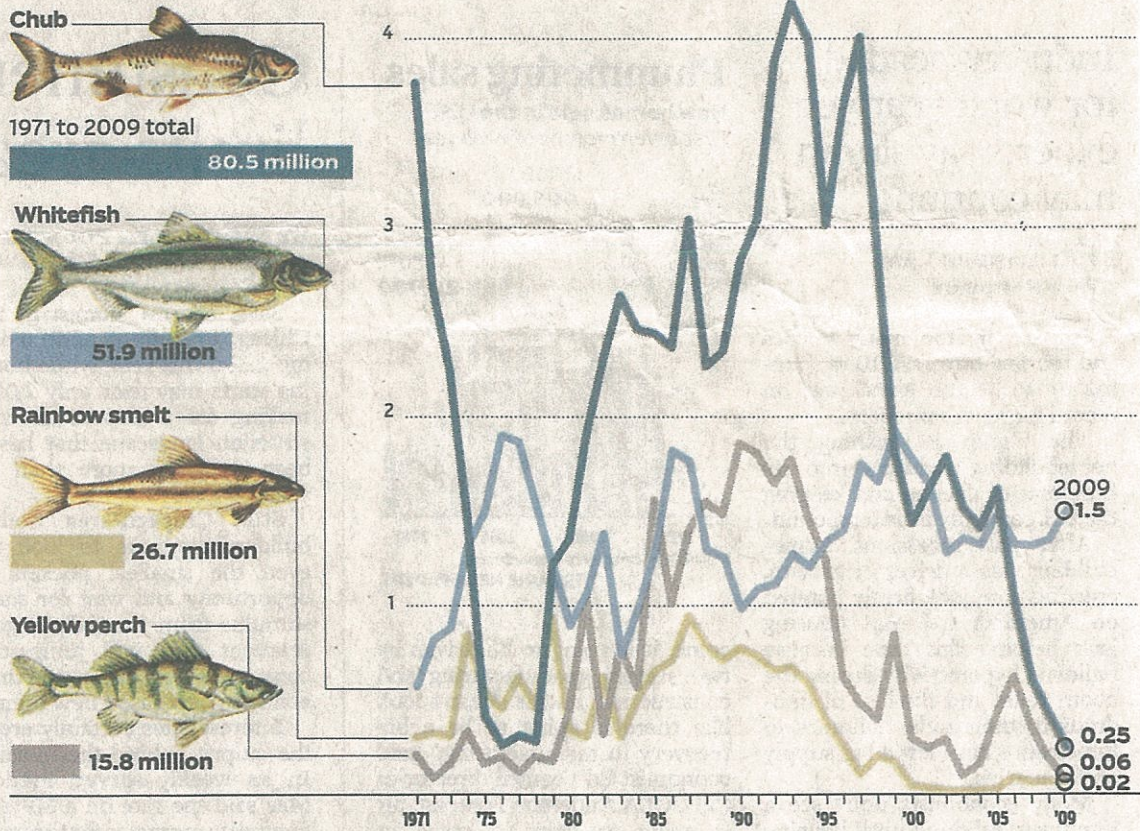 Chub
1971 to 2009 total
80.5 million
Whitefish
51.9 million
Rainbow smelt
26.7 million
Yellow perch
15.8 million
4
3
2
1
2009
1.5
0.25
0.06
0.02
1971 '75 '80 '85 '90 '95 '00 '05 '09